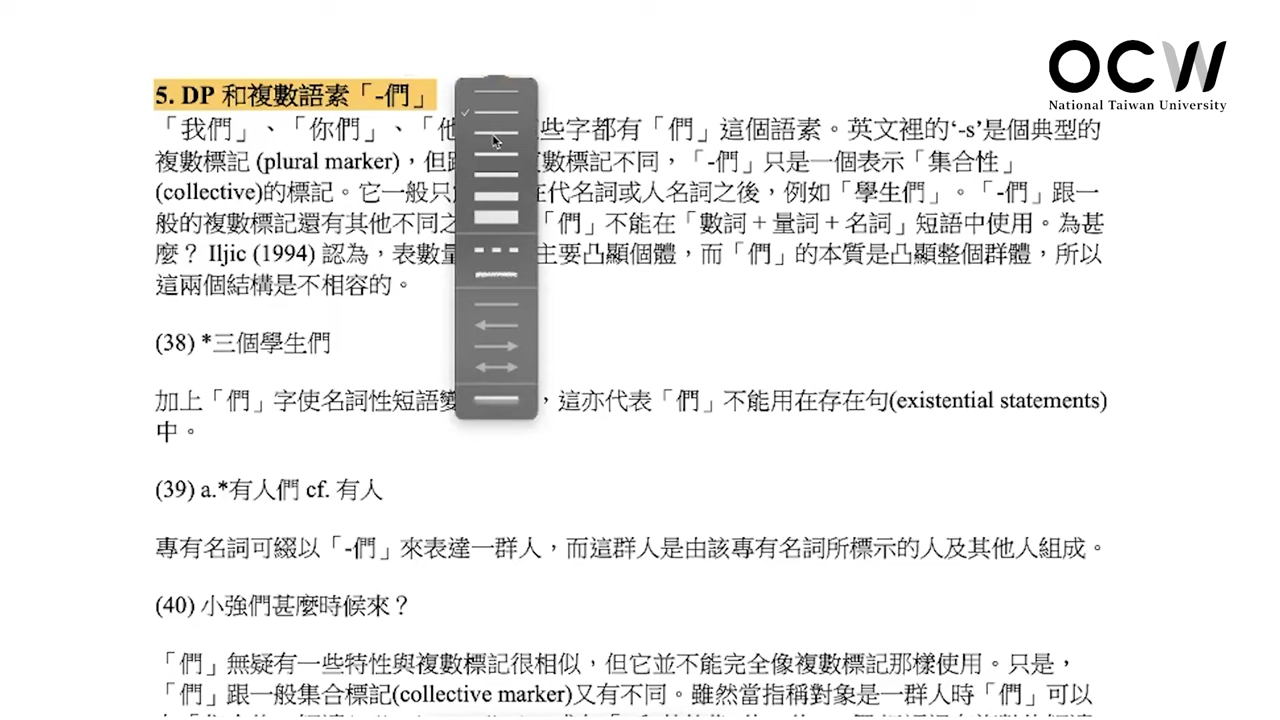 OCW
National Taiwan University
5. DP 和複數語素「-們」
「我們」、「你們」、「他 些字都有「們」這個語素。英文裡的‘-s’是個典型的
複數標記 (plural marker)，但 複數標記不同，「-們」只是一個表示「集合性」
(collective)的標記。它一般只 在代名詞或人名詞之後，例如「學生們」。「-們」跟一
般的複數標記還有其他不同之 「們」不能在「數詞 + 量詞 + 名詞」短語中使用。為甚
麼？ Iljic (1994) 認為，表數量 主要凸顯個體，而「們」的本質是凸顯整個群體，所以
這兩個結構是不相容的。
(38) *三個學生們
加上「們」字使名詞性短語變 ，這亦代表「們」不能用在存在句(existential statements)
中。
(39) a.*有人們 cf. 有人
專有名詞可綴以「-們」來表達一群人，而這群人是由該專有名詞所標示的人及其他人組成。
(40) 小強們甚麼時候來？
「們」無疑有一些特性與複數標記很相似，但它並不能完全像複數標記那樣使用。只是，
「們」跟一般集合標記(collective marker)又有不同。雖然當指稱對象是一群人時「們」可以